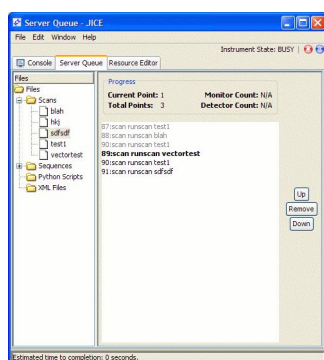 Server Queue - JICE
File Edit Window Help
Instrument State: BUSY
Console Server Queue Resource Editor
Files
Files
Scans
blah
hkj
sdfsdf
test1
vectortest
Sequences
Python Scripts
XML Files
Progress
Current Point: 1 Monitor Count: N/A
Total Points: 3 Detector Count: N/A
87:scan runscan test1
88:scan runscan blah
90:scan runscan test1
89:scan runscan vectortest
90:scan runscan test1
91:scan runscan sdfsdf
Up
Remove
Down
Estimated time to completion: 0 seconds.